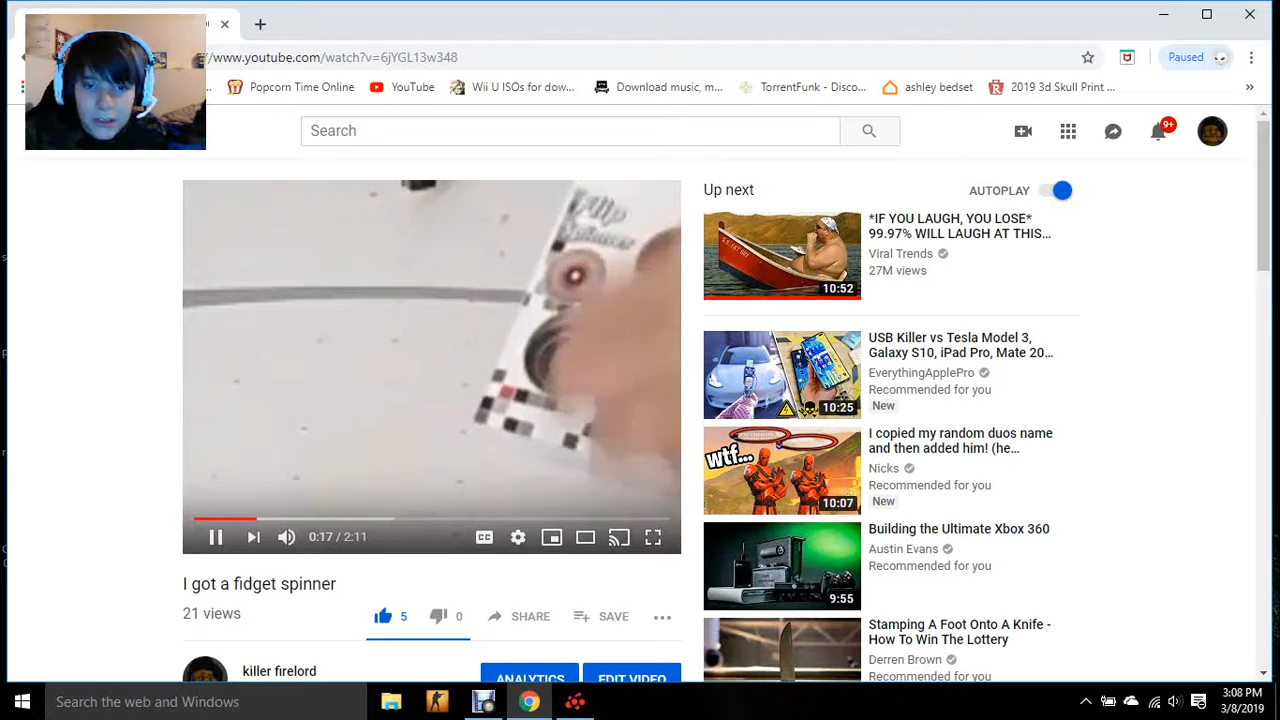 //www.youtube.com/watch?v=6jYGL13w348
Paused
Popcorn Time Online
YouTube
Wii U ISOs for dow...
Download music, m...
TorrentFunk - Disco...
ashley bedset
2019 3d Skull Print ...
»
Search
9+
Up next
AUTOPLAY
*IF YOU LAUGH, YOU LOSE*
99.97% WILL LAUGH AT THIS...
Viral Trends
27M views
10:52
USB Killer vs Tesla Model 3,
Galaxy S10, iPad Pro, Mate 20...
EverythingApplePro
Recommended for you
New
10:25
I copied my random duos name
and then added him! (he...
Nicks
Recommended for you
New
wtf...
10:07
Building the Ultimate Xbox 360
Austin Evans
Recommended for you
9:55
Stamping A Foot Onto A Knife -
How To Win The Lottery
Derren Brown
Recommended for you
0:17 / 2:11
CC
I got a fidget spinner
21 views
5
0
SHARE
SAVE
killer firelord
ANALYTICS
EDIT VIDEO
Search the web and Windows
3:08 PM
3/8/2019